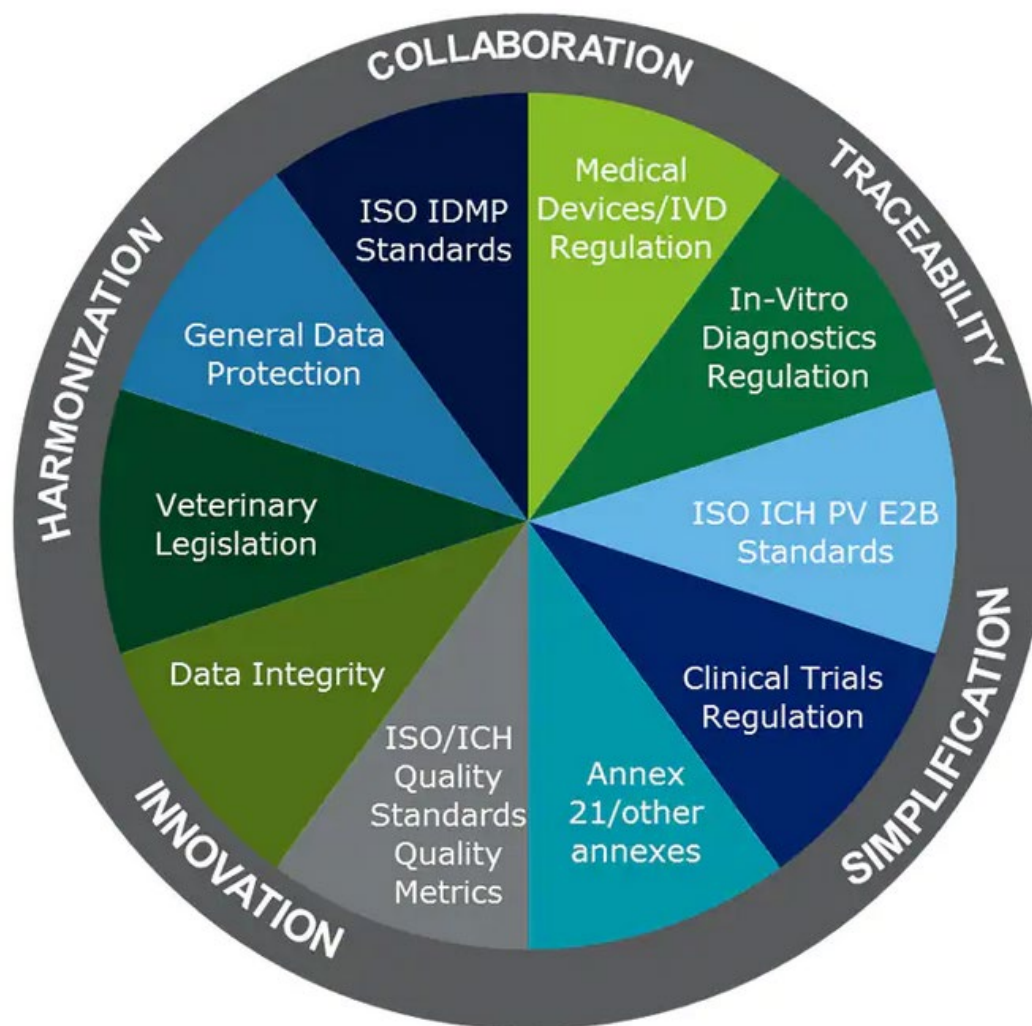 COLLABORATION
TRACEABILITY
SIMPLIFICATION
INNOVATION
HARMONIZATION
Medical
Devices/IVD
Regulation
In-Vitro
Diagnostics
Regulation
ISO ICH PV E2B
Standards
Clinical Trials
Regulation
Annex
21/other
annexes
ISO/ICH
Quality
Standards
Quality
Metrics
Data Integrity
Veterinary
Legislation
General Data
Protection
ISO IDMP
Standards